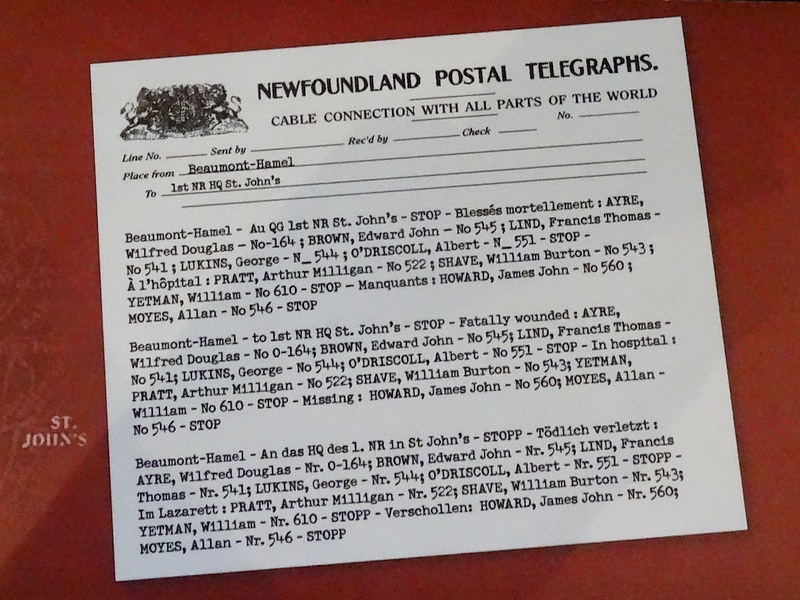 NEWFOUNDLAND POSTAL TELEGRAPHS.
CABLE CONNECTION WITH ALL PARTS OF THE WORLD
Line No. Sent by Rec'd by Check No.
Place from Beaumont-Hamel
To 1st NR HQ St. John's
Beaumont-Hamel - Au QG 1st NR St. John's - STOP - Blessés mortellement : AYRE,
Wilfred Douglas - No-164 ; BROWN, Edward John - No 545 ; LIND, Francis Thomas -
No 541 ; LUKINS, George - N_ 544 ; O'DRISCOLL, Albert - N_ 551 - STOP -
À l'hôpital : PRATT, Arthur Milligan - No 522 ; SHAVE, William Burton - No 543 ;
YETMAN, William - No 610 - STOP - Manquants : HOWARD, James John - No 560 ;
MOYES, Allan - No 546 - STOP
Beaumont-Hamel - to 1st NR HQ St. John's - STOP - Fatally wounded : AYRE,
Wilfred Douglas - No 0-164; BROWN, Edward John - No 545; LIND, Francis Thomas -
No 541; LUKINS, George - No 544; O'DRISCOLL, Albert - No 551 - STOP - In hospital :
PRATT, Arthur Milligan - No 522; SHAVE, William Burton - No 543; YETMAN,
William - No 610 - STOP - Missing : HOWARD, James John - No 560; MOYES, Allan -
No 546 - STOP
Beaumont-Hamel - An das HQ des 1. NR in St John's - STOPP - Tödlich verletzt :
AYRE, Wilfred Douglas - Nr. 0-164; BROWN, Edward John - Nr. 545; LIND, Francis
Thomas - Nr. 541; LUKINS, George - Nr. 544; O'DRISCOLL, Albert - Nr. 551 - STOPP -
Im Lazarett : PRATT, Arthur Milligan - Nr. 522; SHAVE, William Burton - Nr. 543;
YETMAN, William - Nr. 610 - STOPP - Verschollen: HOWARD, James John - Nr. 560;
MOYES, Allan - Nr. 546 - STOPP
ST.
JOHN'S